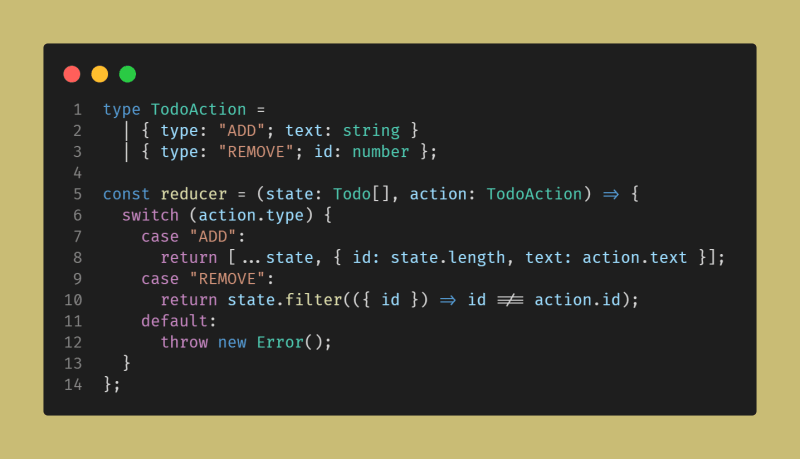 1 type TodoAction =
2   | { type: "ADD"; text: string }
3   | { type: "REMOVE"; id: number };
4
5 const reducer = (state: Todo[], action: TodoAction) => {
6   switch (action.type) {
7     case "ADD":
8       return [...state, { id: state.length, text: action.text }];
9     case "REMOVE":
10       return state.filter(({ id }) => id !== action.id);
11     default:
12       throw new Error();
13   }
14 };